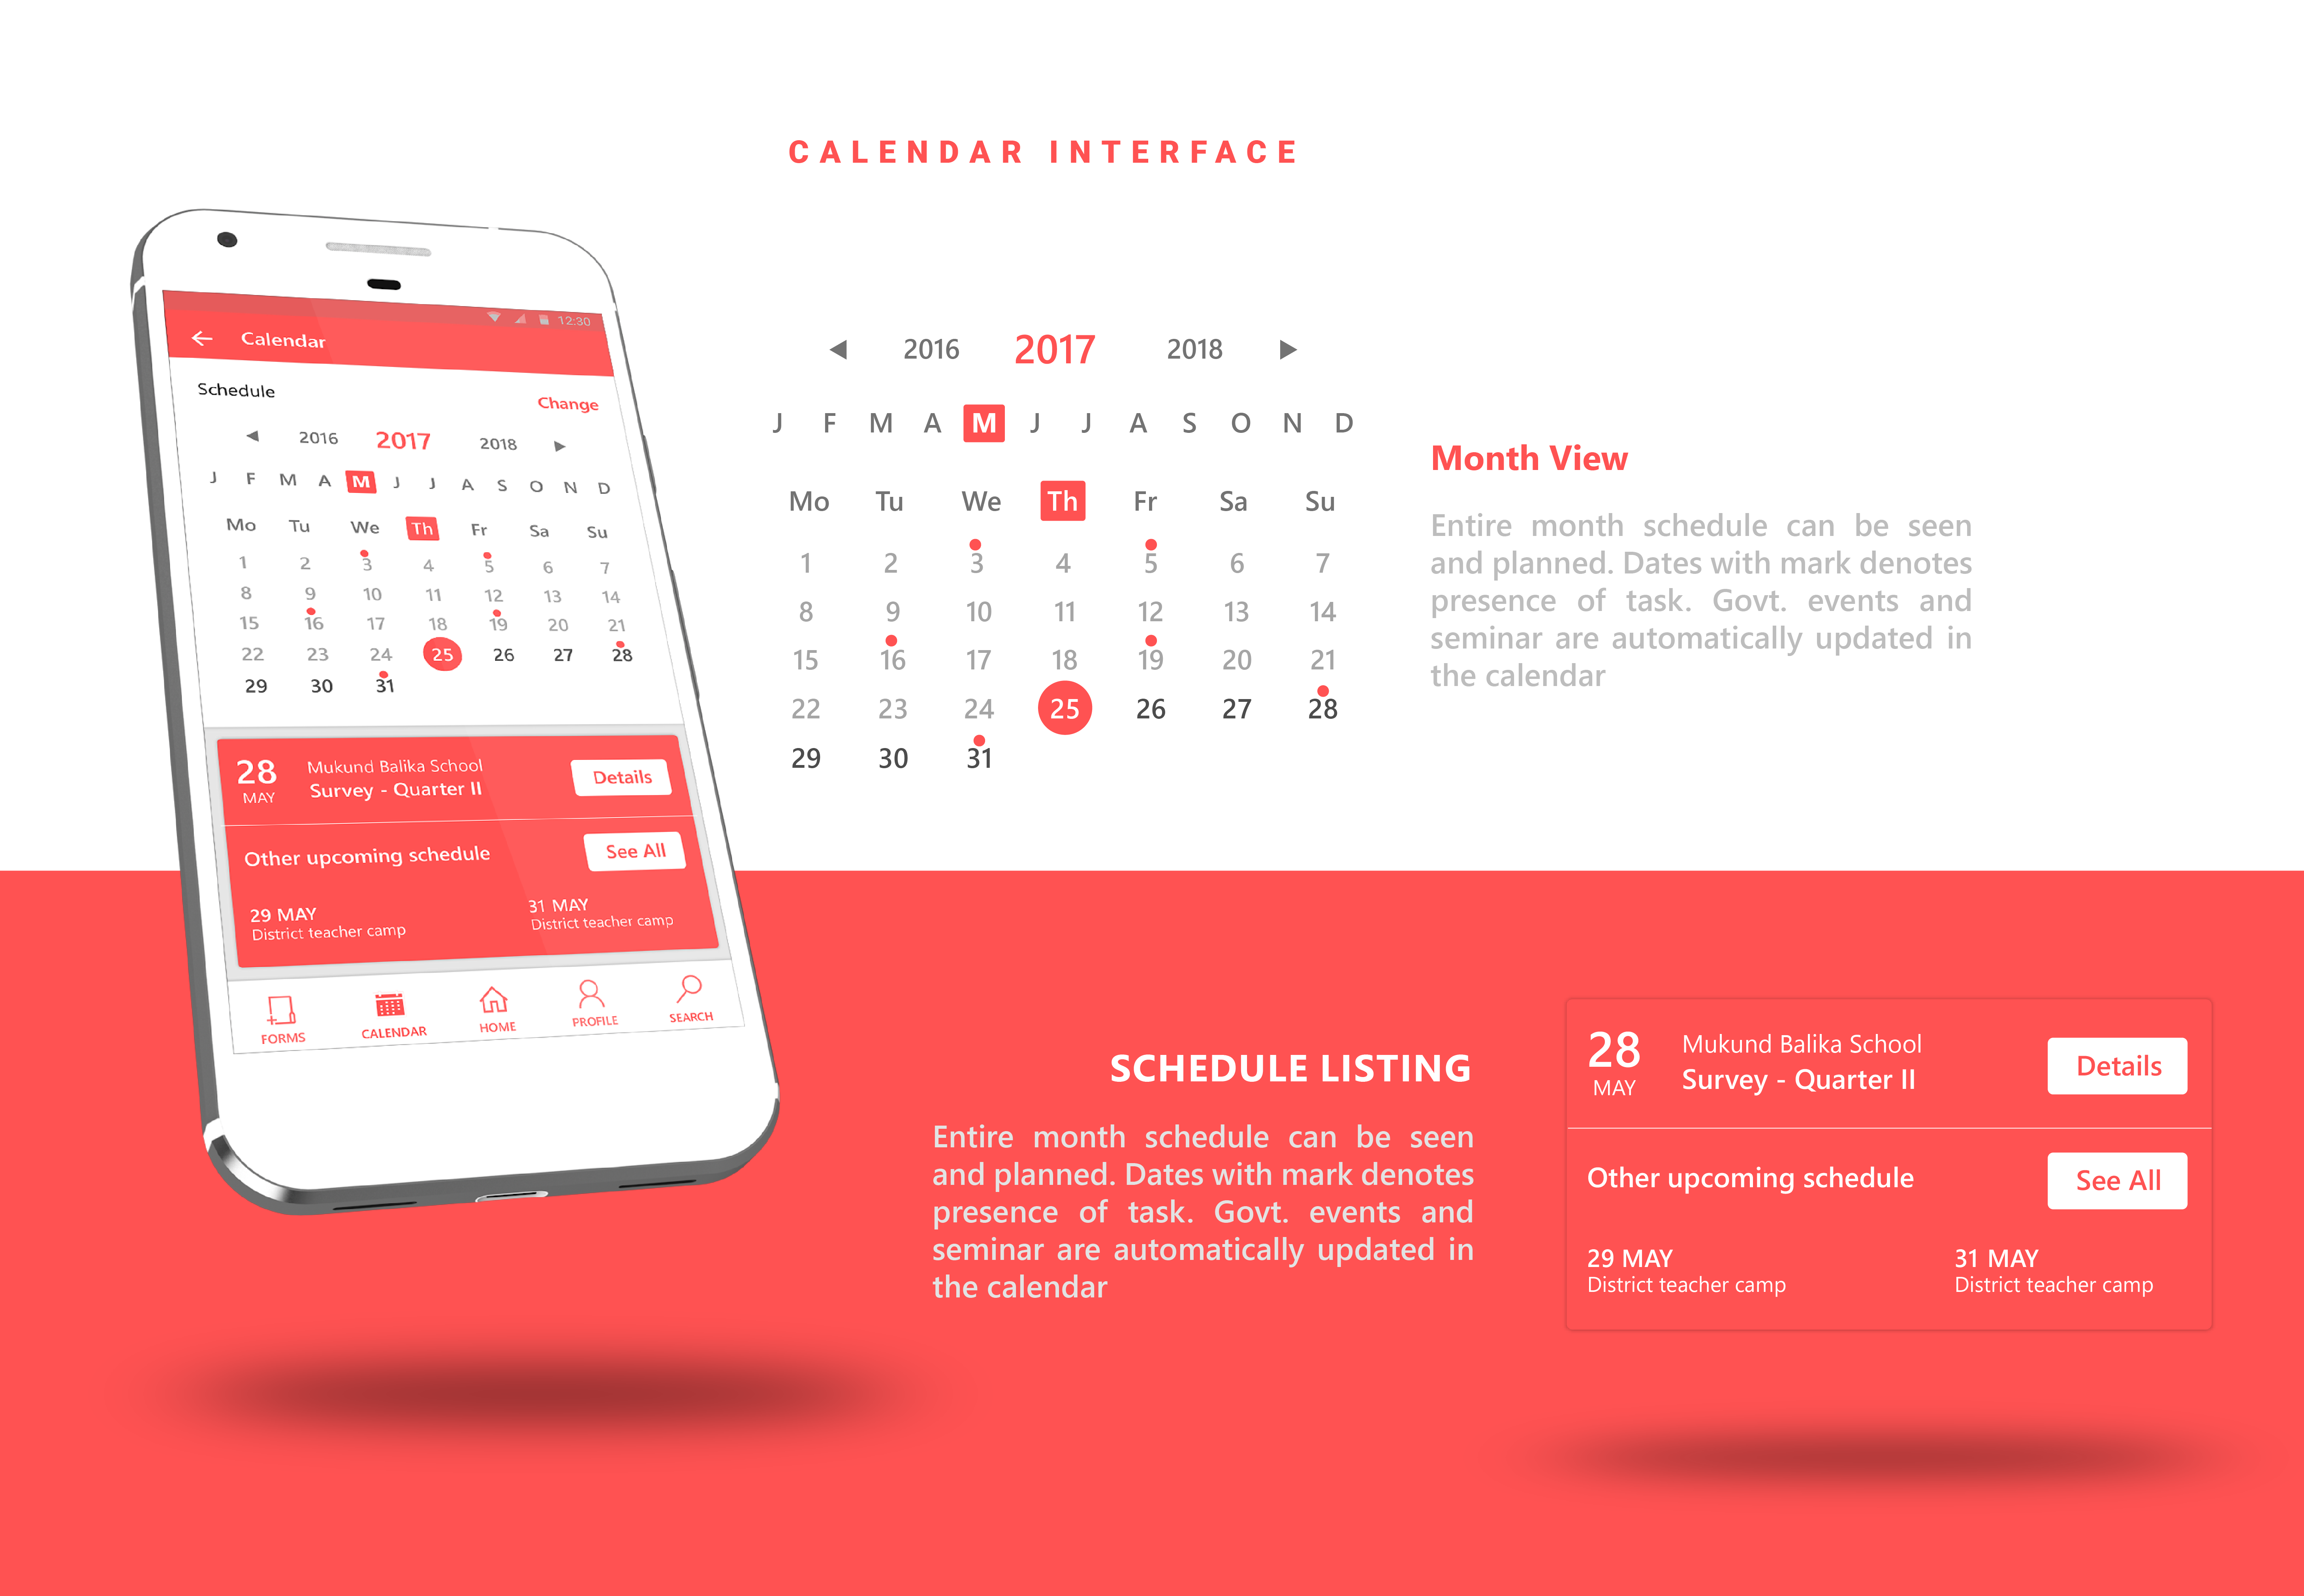 CALENDAR INTERFACE
12:30
Calendar
Schedule
Change
2016 2017 2018
J F M A M J J A S O N D
Mo Tu We Th Fr Sa Su
1 2 3 4 5 6 7
8 9 10 11 12 13 14
15 16 17 18 19 20 21
22 23 24 25 26 27 28
29 30 31
28 MAY
Mukund Balika School
Survey - Quarter II
Details
Other upcoming schedule
See All
29 MAY
District teacher camp
31 MAY
District teacher camp
FORMS
CALENDAR
HOME
PROFILE
SEARCH
2016 2017 2018
J F M A M J J A S O N D
Mo Tu We Th Fr Sa Su
1 2 3 4 5 6 7
8 9 10 11 12 13 14
15 16 17 18 19 20 21
22 23 24 25 26 27 28
29 30 31
Month View
Entire month schedule can be seen
and planned. Dates with mark denotes
presence of task. Govt. events and
seminar are automatically updated in
the calendar
SCHEDULE LISTING
Entire month schedule can be seen
and planned. Dates with mark denotes
presence of task. Govt. events and
seminar are automatically updated in
the calendar
28
MAY
Mukund Balika School
Survey - Quarter II
Details
Other upcoming schedule
See All
29 MAY
District teacher camp
31 MAY
District teacher camp